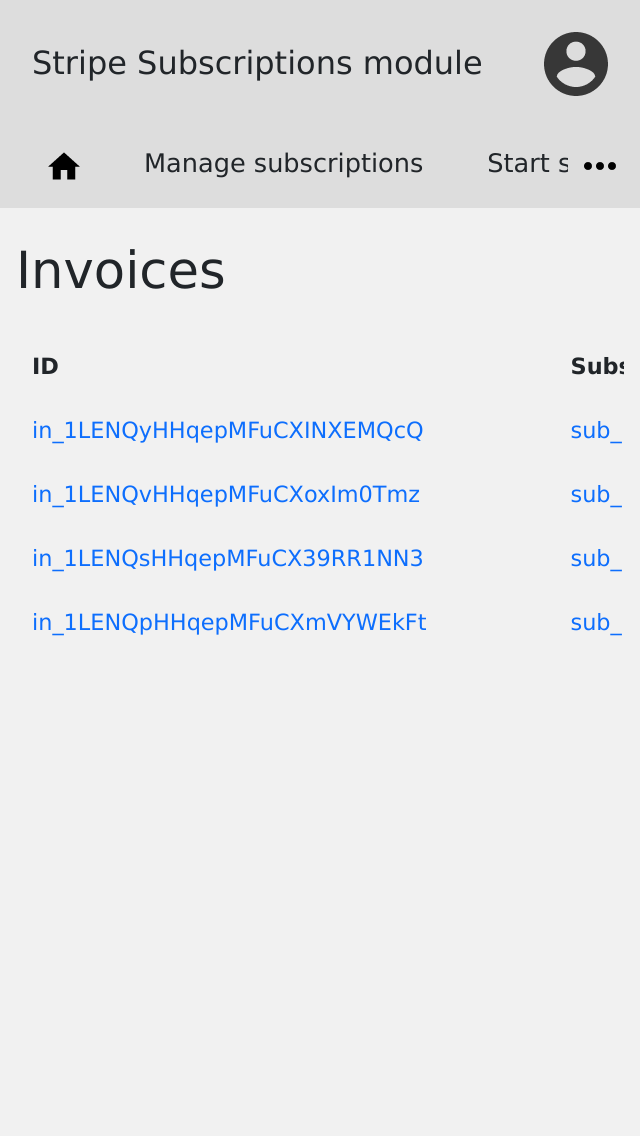 Stripe Subscriptions module
Manage subscriptions Start s
Invoices
ID Subs
in_1LENQyHHqepMFuCXINXEMQcQ sub_
in_1LENQvHHqepMFuCXoxIm0Tmz sub_
in_1LENQsHHqepMFuCX39RR1NN3 sub_
in_1LENQpHHqepMFuCXmVYWEkFt sub_